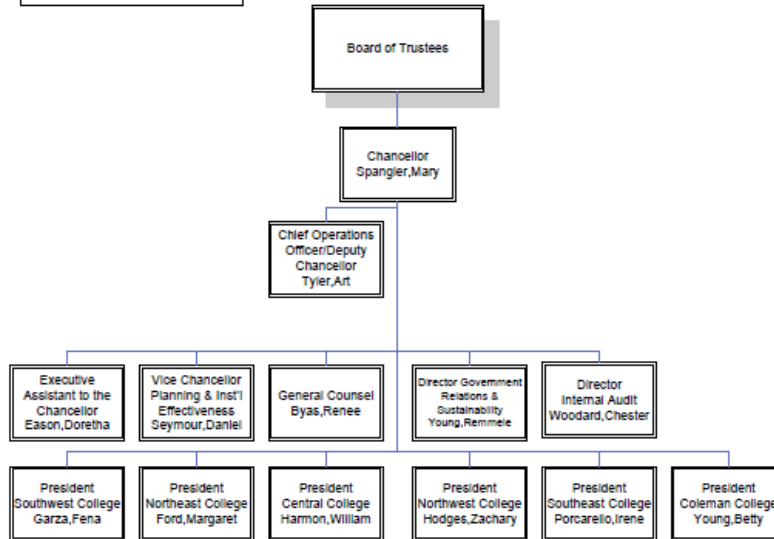 Board of Trustees
Chancellor
Spangler,Mary
Chief Operations
Officer/Deputy
Chancellor
Tyler,Art
Executive
Assistant to the
Chancellor
Eason,Doretha
Vice Chancellor
Planning & Inst'l
Effectiveness
Seymour,Daniel
General Counsel
Byas,Renee
Director Government
Relations &
Sustainability
Young,Remmele
Director
Internal Audit
Woodard,Chester
President
Southwest College
Garza,Fena
President
Northeast College
Ford,Margaret
President
Central College
Harmon,William
President
Northwest College
Hodges,Zachary
President
Southeast College
Porcarello,Irene
President
Coleman College
Young,Betty